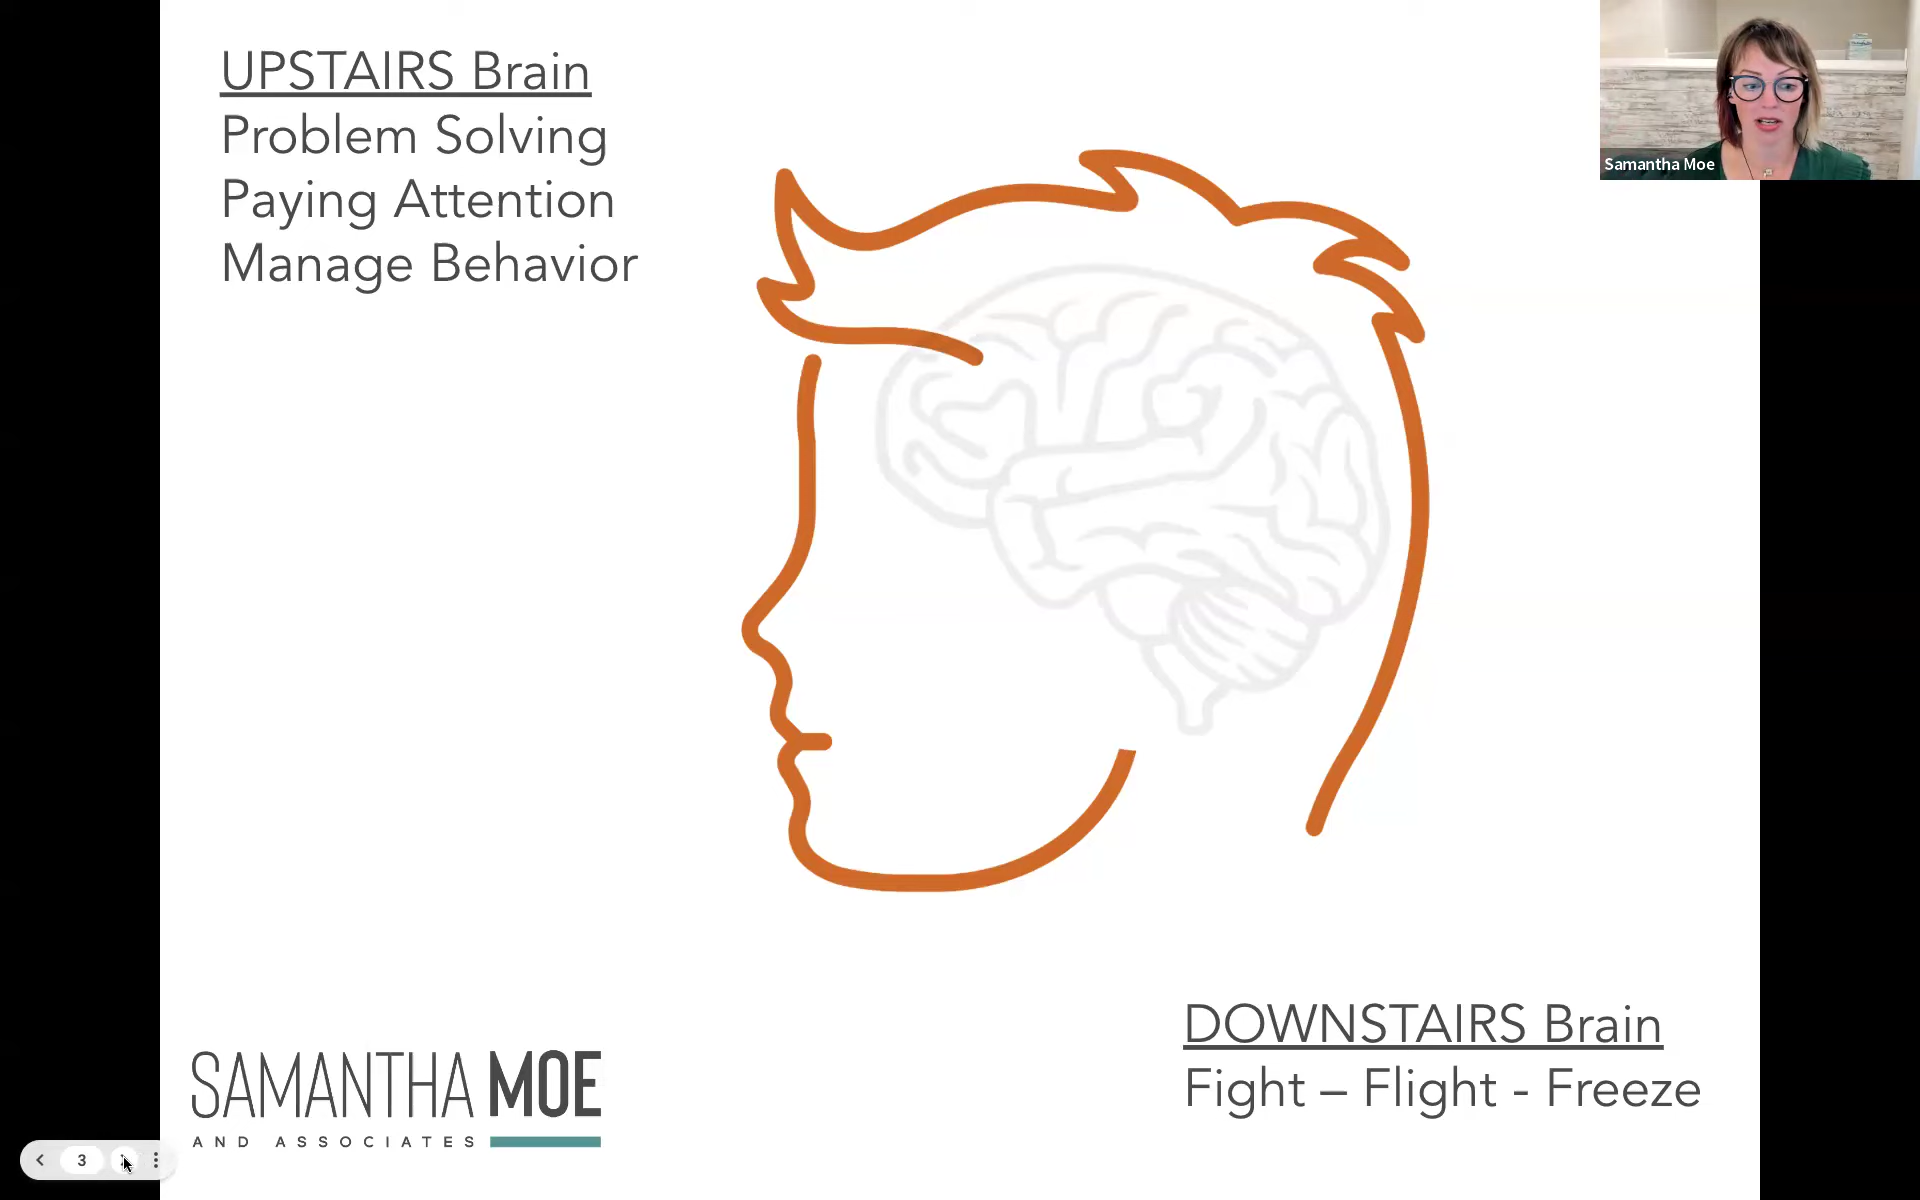 UPSTAIRS Brain
Problem Solving
Paying Attention
Manage Behavior
Samantha Moe
DOWNSTAIRS Brain
Fight – Flight - Freeze
SAMANTHA MOE
AND ASSOCIATES
3